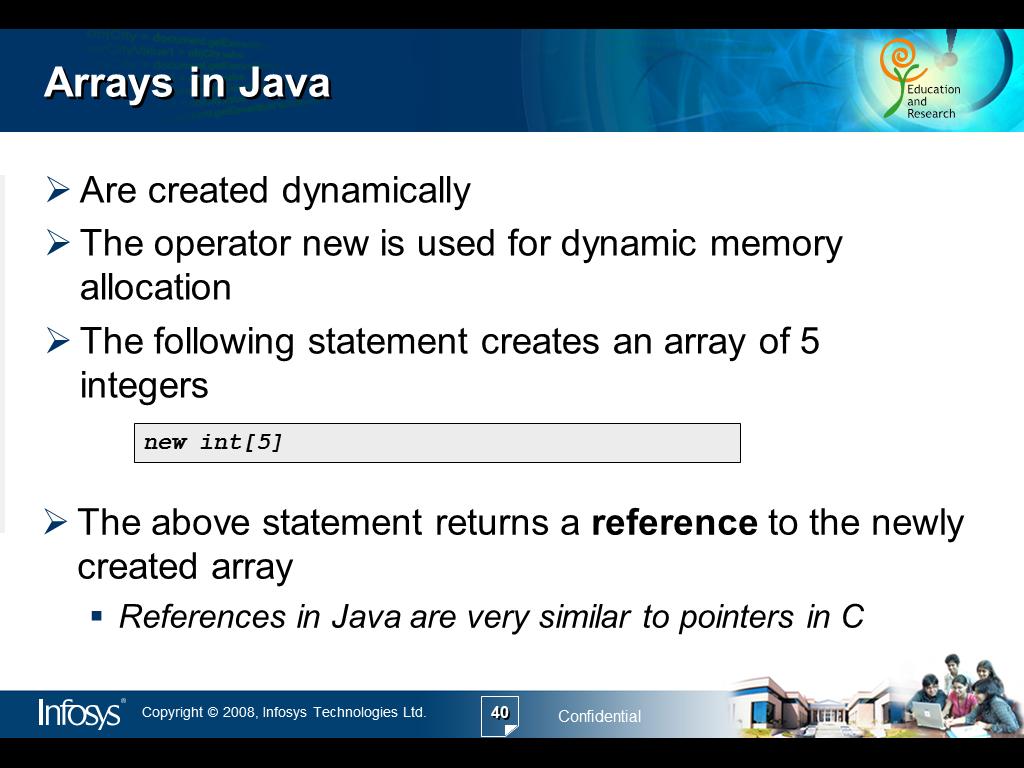 Arrays in Java
Education
and
Research
Are created dynamically
The operator new is used for dynamic memory
allocation
The following statement creates an array of 5
integers
new int[5]
The above statement returns a reference to the newly
created array
References in Java are very similar to pointers in C
Infosys®
Copyright © 2008, Infosys Technologies Ltd.
40
Confidential